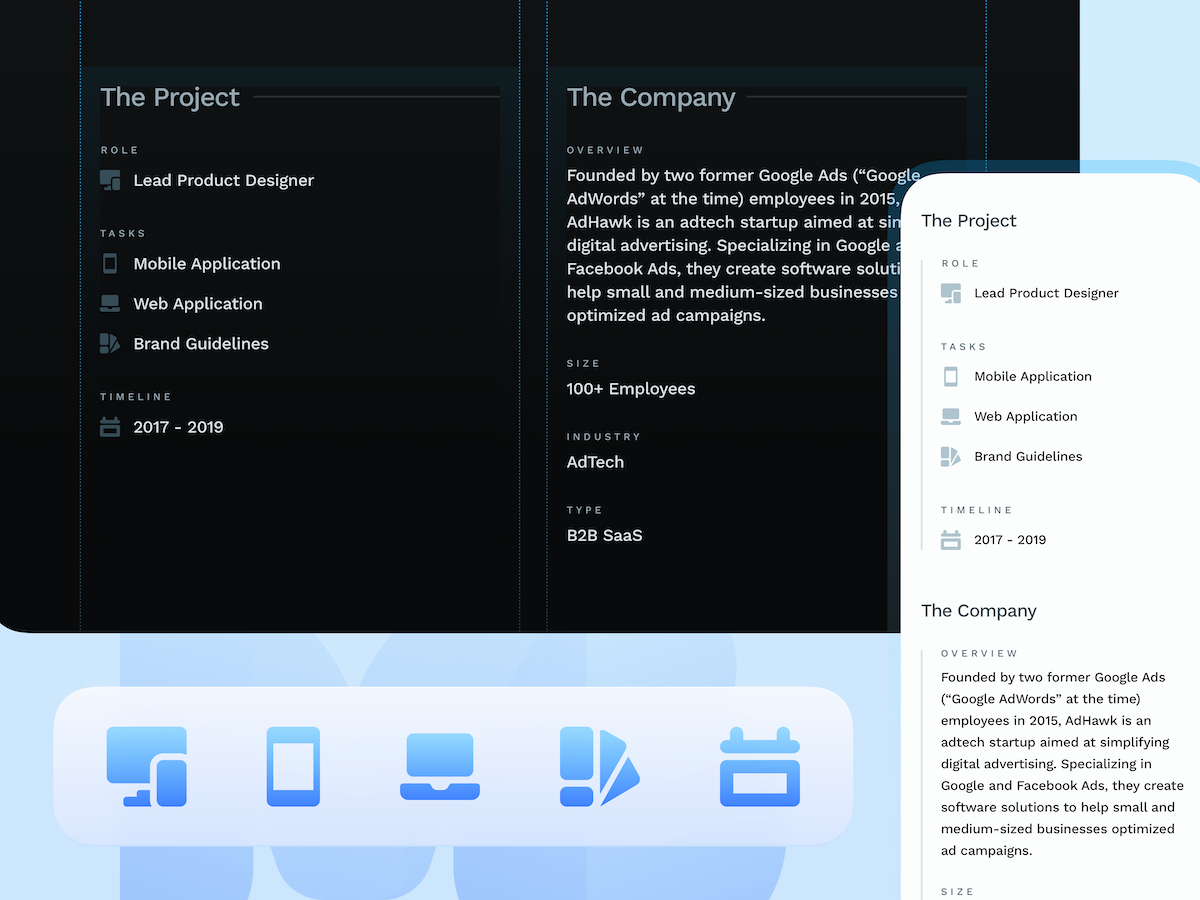 The Project
ROLE
Lead Product Designer
TASKS
Mobile Application
Web Application
Brand Guidelines
TIMELINE
2017 - 2019
The Company
OVERVIEW
Founded by two former Google Ads (“Google
AdWords” at the time) employees in 2015,
AdHawk is an adtech startup aimed at
digital advertising. Specializing in Google
Facebook Ads, they create software
help small and medium-sized businesses
optimized ad campaigns.
SIZE
100+ Employees
INDUSTRY
AdTech
TYPE
B2B SaaS
The Project
ROLE
Lead Product Designer
TASKS
Mobile Application
Web Application
Brand Guidelines
TIMELINE
2017 - 2019
The Company
OVERVIEW
Founded by two former Google Ads
(“Google AdWords” at the time)
employees in 2015, AdHawk is an
adtech startup aimed at simplifying
digital advertising. Specializing in
Google and Facebook Ads, they create
software solutions to help small and
medium-sized businesses optimized
ad campaigns.
SIZE